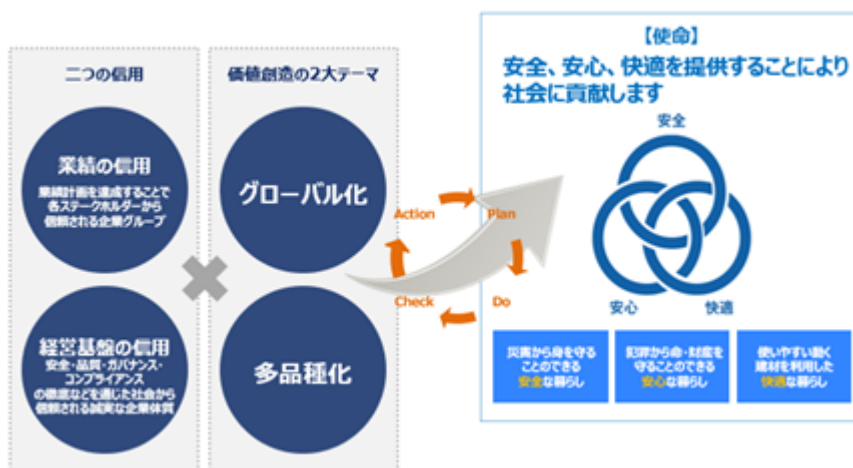 二つの信用
業績の信用
業績計画を達成することで
各ステークホルダーから
信頼される企業グループ
経営基盤の信用
安全・品質・ガバナンス・
コンプライアンス
の徹底などを通じた社会から
信頼される誠実な企業体質
価値創造の2大テーマ
グローバル化
多品種化
Action
Plan
Check
Do
【使命】
安全、安心、快適を提供することにより
社会に貢献します
安全
安心
快適
災害から身を守る
ことのできる
安全な暮らし
犯罪から命・財産を
守ることのできる
安心な暮らし
使いやすい動く
建材を利用した
快適な暮らし